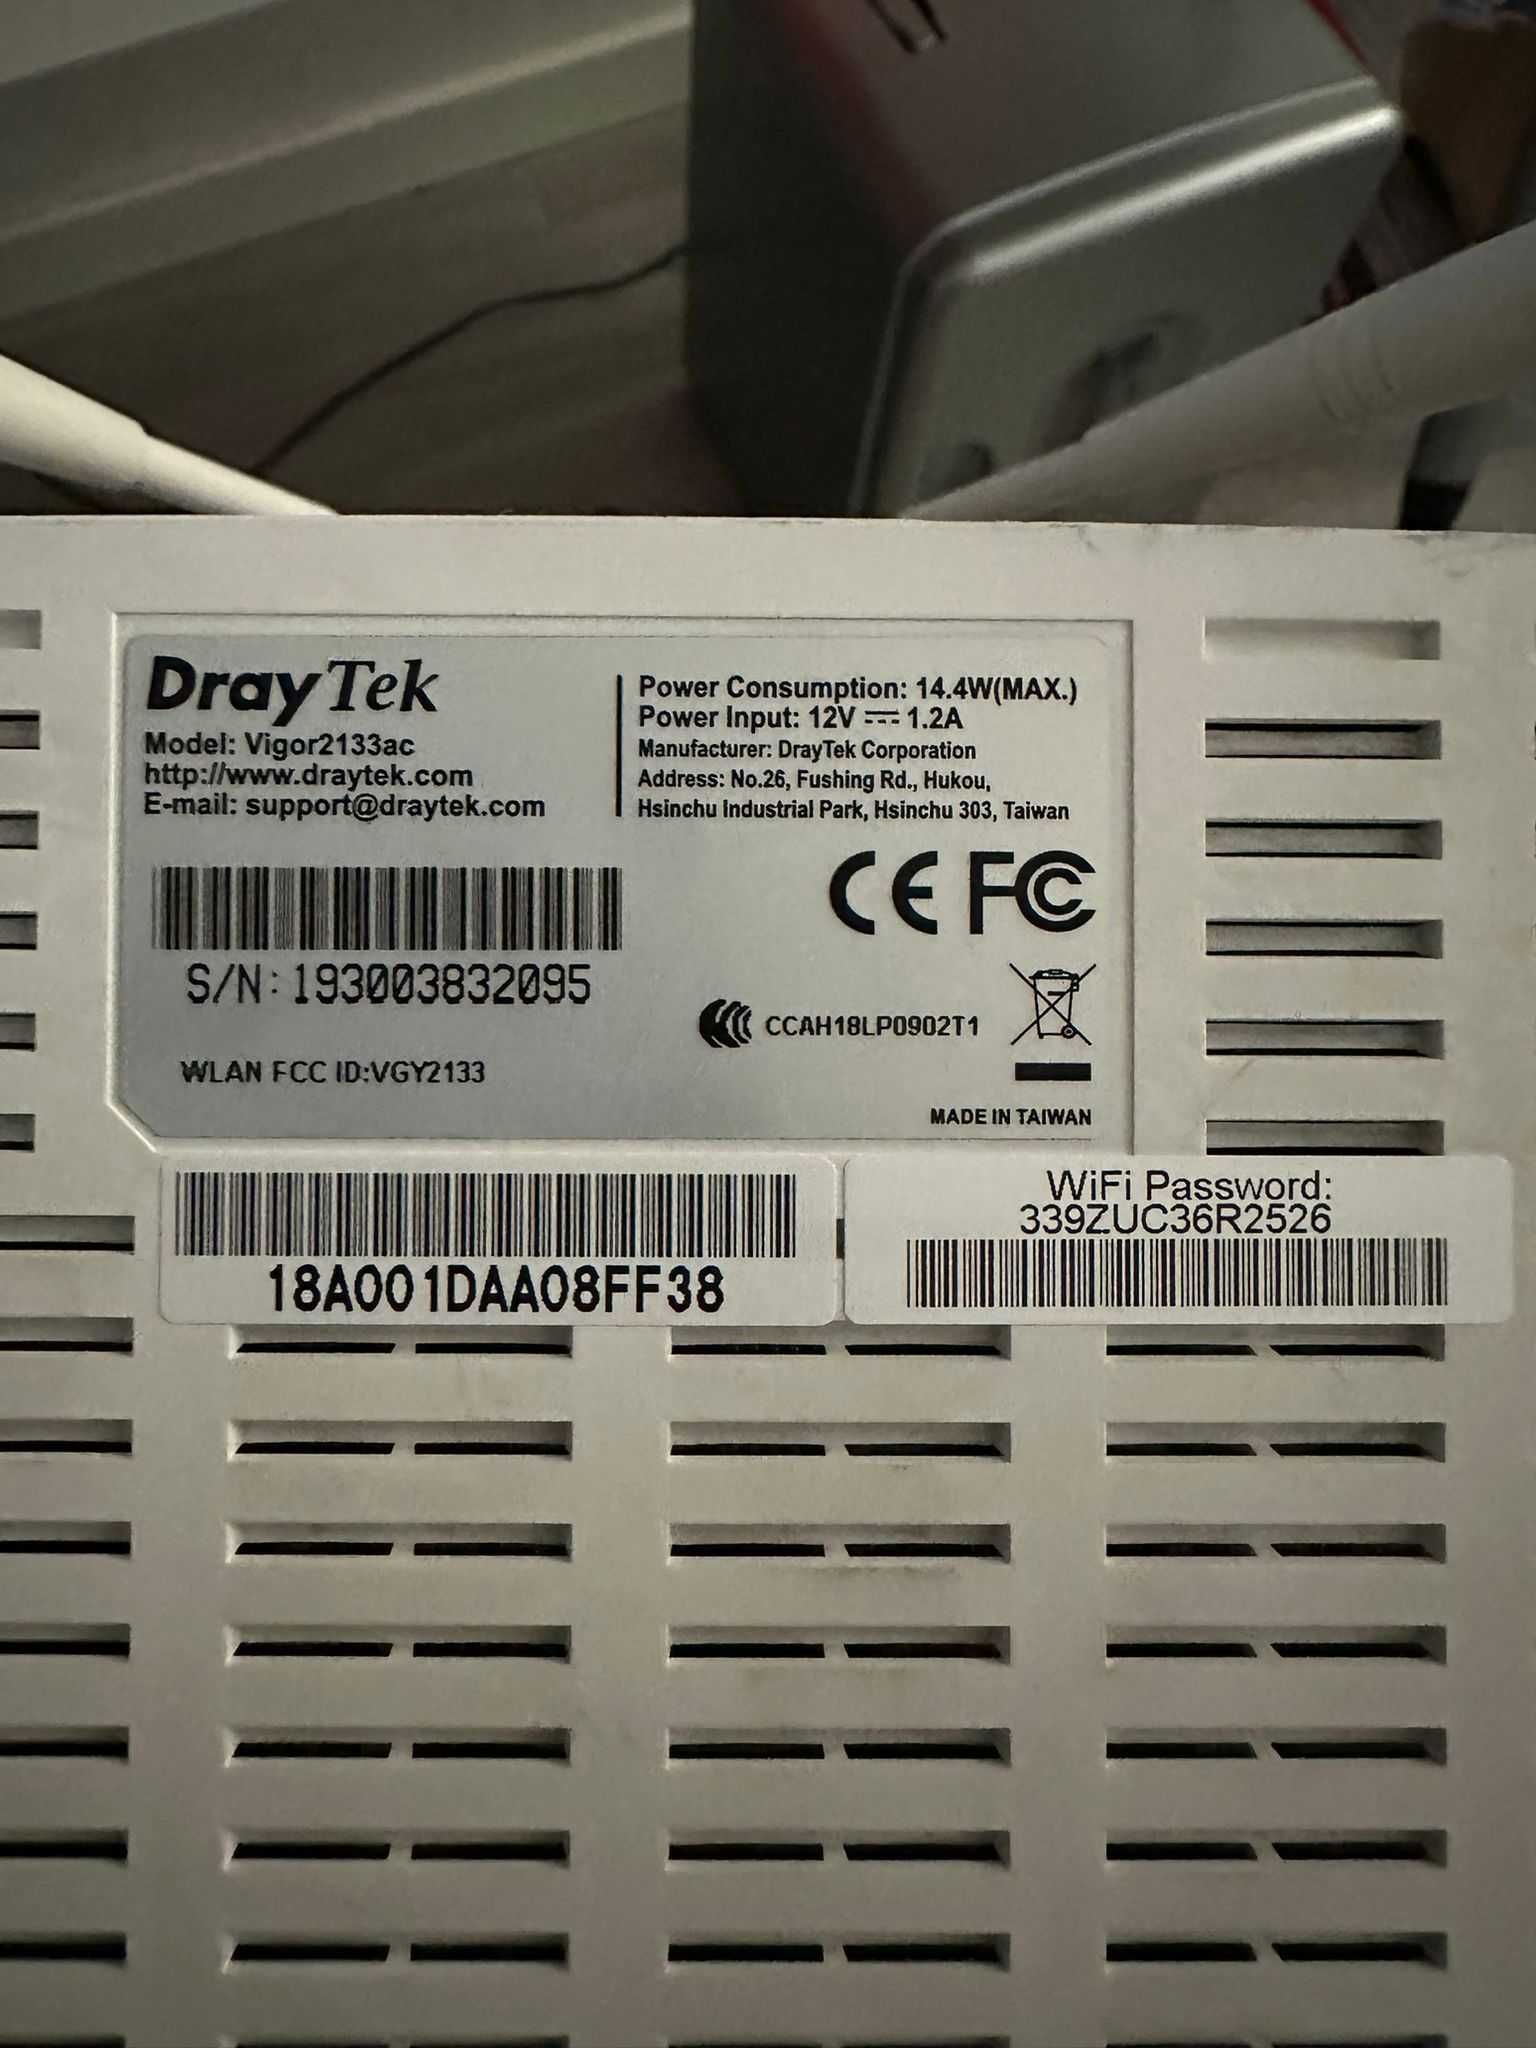 DrayTek
Model: Vigor2133ac
http://www.draytek.com
E-mail: support@draytek.com
Power Consumption: 14.4W(MAX.)
Power Input: 12V ⎓ 1.2A
Manufacturer: DrayTek Corporation
Address: No.26, Fushing Rd., Hukou,
Hsinchu Industrial Park, Hsinchu 303, Taiwan
S/N:193003832095
CE FC
CCAH18LP0902T1
WLAN FCC ID:VGY2133
MADE IN TAIWAN
18A001DAA08FF38
WiFi Password:
339ZUC36R2526